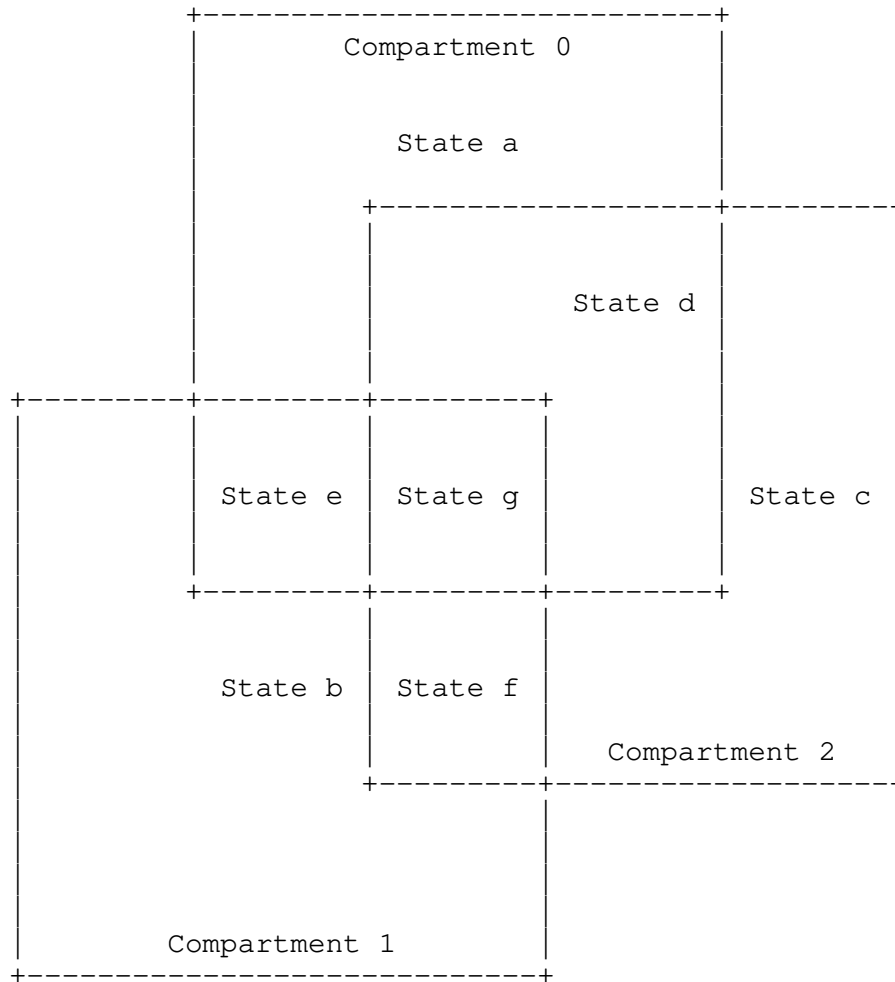 Compartment 0
State a
State d
State e State g State c
State b State f
Compartment 2
Compartment 1